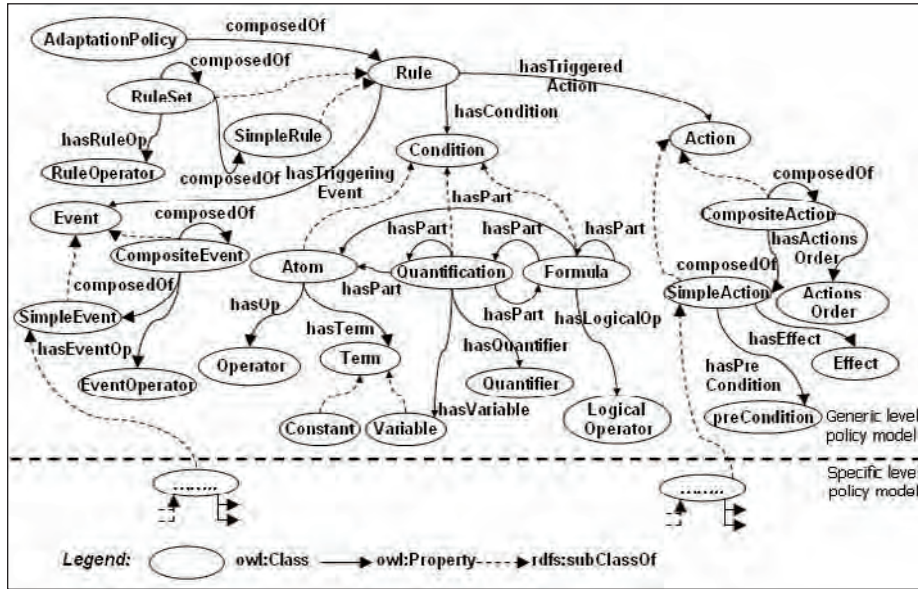 AdaptationPolicy
composedOf
composedOf
Rule
hasTriggered
Action
RuleSet
hasCondition
hasRuleOp
SimpleRule
Action
Condition
RuleOperator
composedOf
hasTriggering
Event
composedOf
Event
composedOf
hasPart
CompositeAction
CompositeEvent
hasPart
hasPart
hasPart
hasActions
Order
Atom
Quantification
Formula
composedOf
composedOf
hasPart
SimpleAction
SimpleEvent
hasPart
Actions
Order
hasOp
hasTerm
hasLogicalOp
hasEffect
hasEventOp
hasQuantifier
Operator
Term
hasPre
Condition
Effect
EventOperator
Quantifier
hasVariable
Constant
Variable
Logical
Operator
preCondition
Generic level
policy model
Specific level
policy model
........
........
Legend:
owl:Class
owl:Property
rdfs:subClassOf